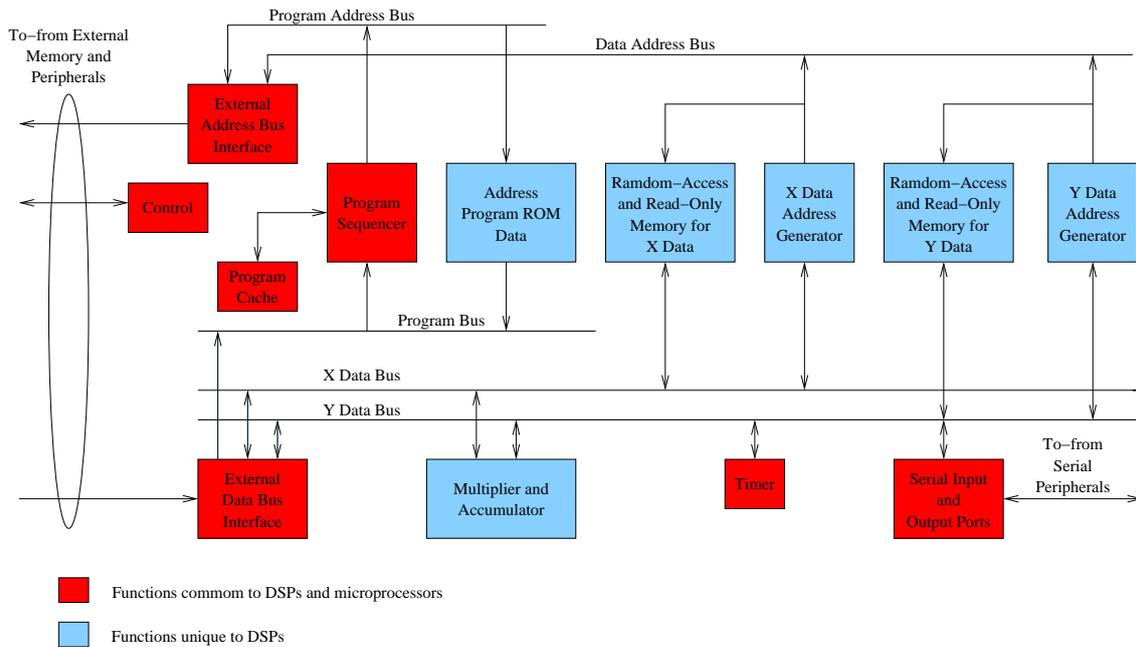 Program Address Bus
To–from External
Memory and
Peripherals
Data Address Bus
External
Address Bus
Interface
Control
Program
Sequencer
Program
Cache
Address
Program ROM
Data
Ramdom–Access
and Read–Only
Memory for
X Data
X Data
Address
Generator
Ramdom–Access
and Read–Only
Memory for
Y Data
Y Data
Address
Generator
Program Bus
X Data Bus
Y Data Bus
External
Data Bus
Interface
Multiplier and
Accumulator
Timer
Serial Input
and
Output Ports
To–from
Serial
Peripherals
Functions commom to DSPs and microprocessors
Functions unique to DSPs